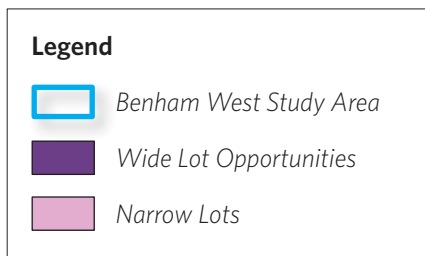 Legend
Benham West Study Area
Wide Lot Opportunities
Narrow Lots